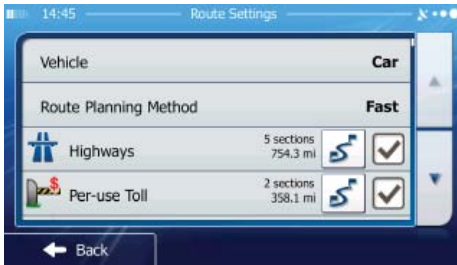 14:45 Route Settings
Vehicle Car
Route Planning Method Fast
Highways 5 sections 754.3 mi
Per-use Toll 2 sections 358.1 mi
Back